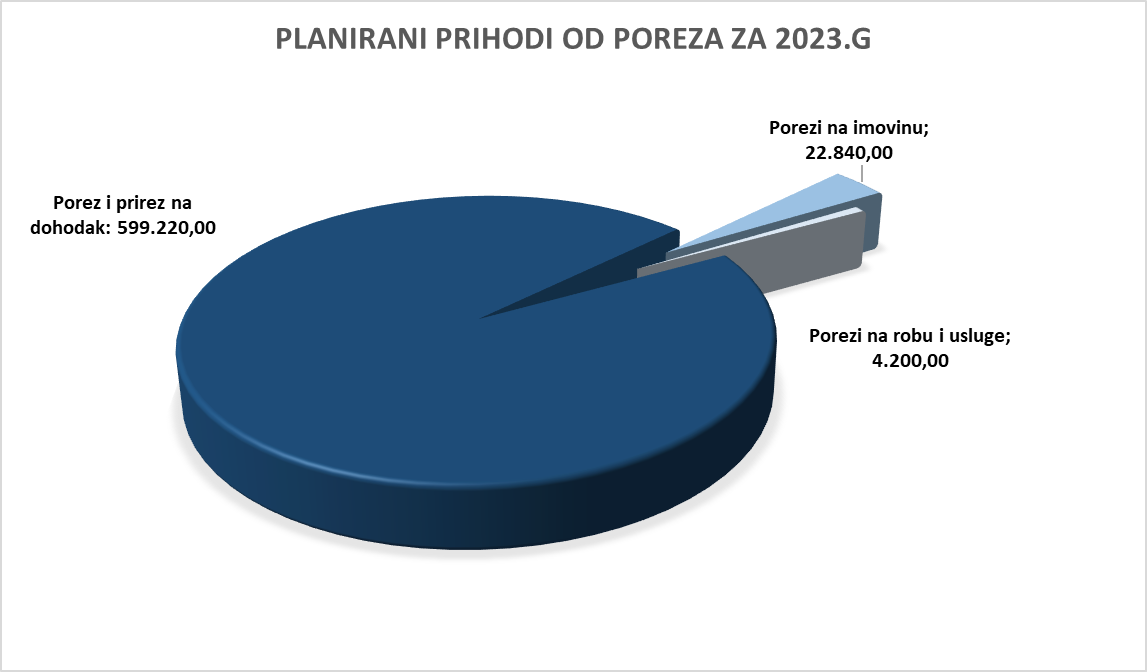 PLANIRANI PRIHODI OD POREZA ZA 2023.G
Porezi na imovinu;
22.840,00
Porez i prirez na
dohodak: 599.220,00
Porezi na robu i usluge;
4.200,00